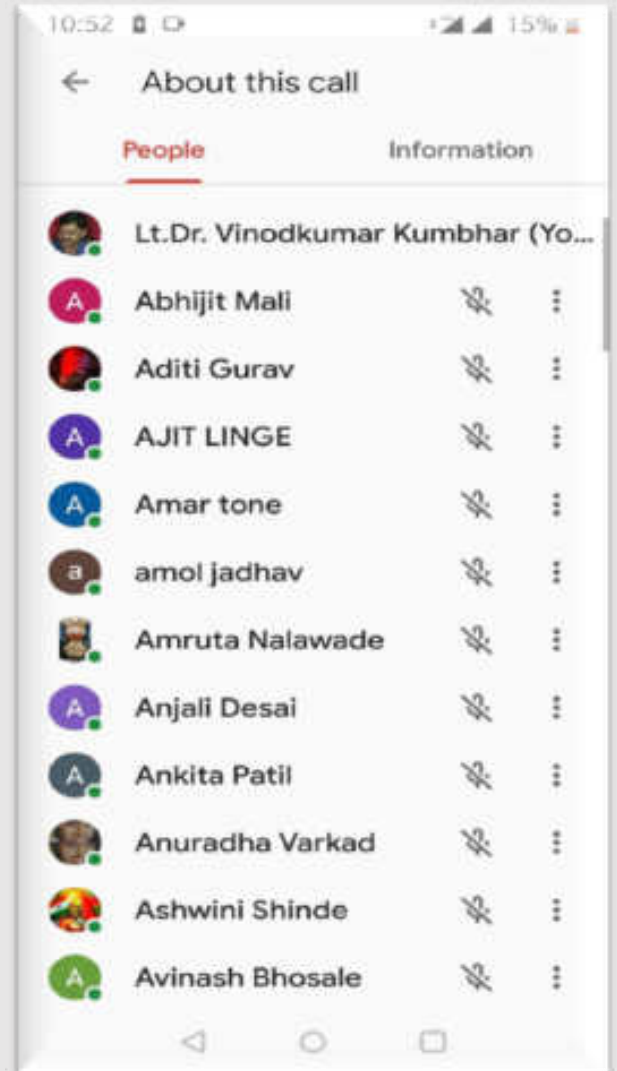 10:52 15%
About this call
People Information
Lt.Dr. Vinodkumar Kumbhar (Yo...
A Abhijit Mali
Aditi Gurav
A AJIT LINGE
A Amar tone
a amol jadhav
Amruta Nalawade
A Anjali Desai
A Ankita Patil
Anuradha Varkad
Ashwini Shinde
A Avinash Bhosale